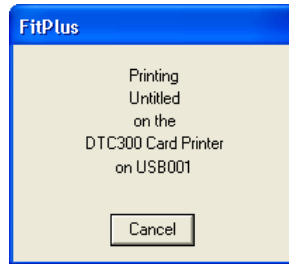 FitPlus
Printing
Untitled
on the
DTC300 Card Printer
on USB001
Cancel